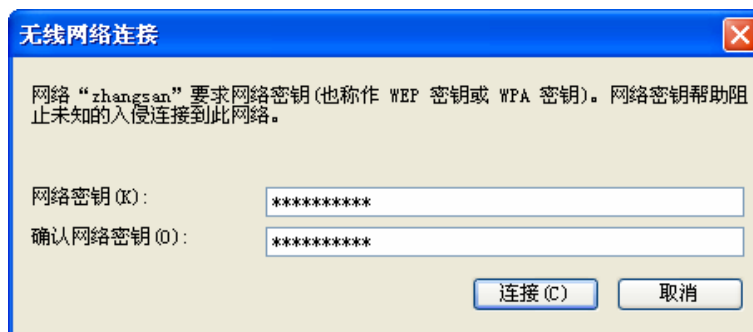 无线网络连接
网络“zhangsan”要求网络密钥(也称作 WEP 密钥或 WPA 密钥)。网络密钥帮助阻
止未知的入侵连接到此网络。
网络密钥(K): **********
确认网络密钥(O): **********
连接(C) 取消